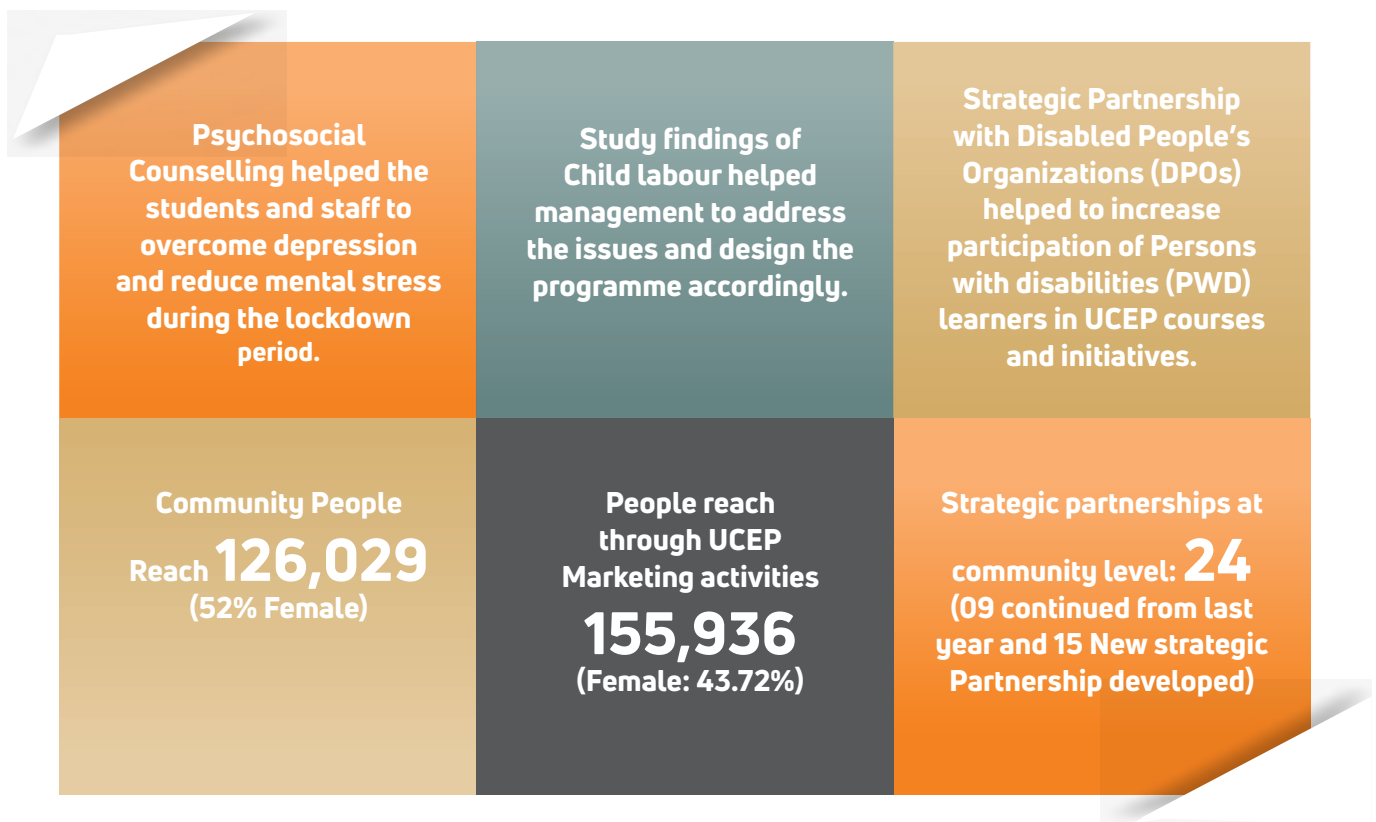 Psychosocial
Counselling helped the
students and staff to
overcome depression
and reduce mental stress
during the lockdown
period.
Study findings of
Child labour helped
management to address
the issues and design the
programme accordingly.
Strategic Partnership
with Disabled People's
Organizations (DPOs)
helped to increase
participation of Persons
with disabilities (PWD)
learners in UCEP courses
and initiatives.
Community People
Reach 126,029
(52% Female)
People reach
through UCEP
Marketing activities
155,936
(Female: 43.72%)
Strategic partnerships at
community level: 24
(09 continued from last
year and 15 New strategic
Partnership developed)